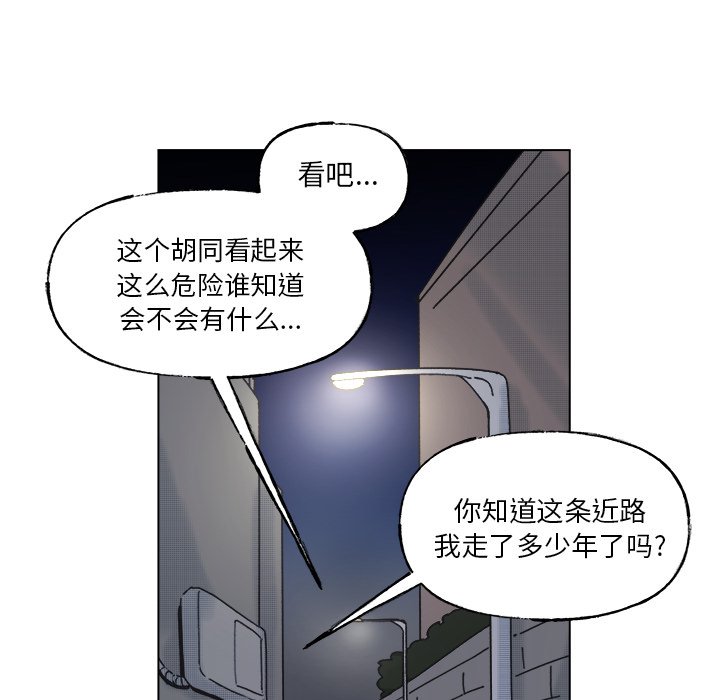 看吧...
这个胡同看起来
这么危险谁知道
会不会有什么...
你知道这条近路
我走了多少年了吗?